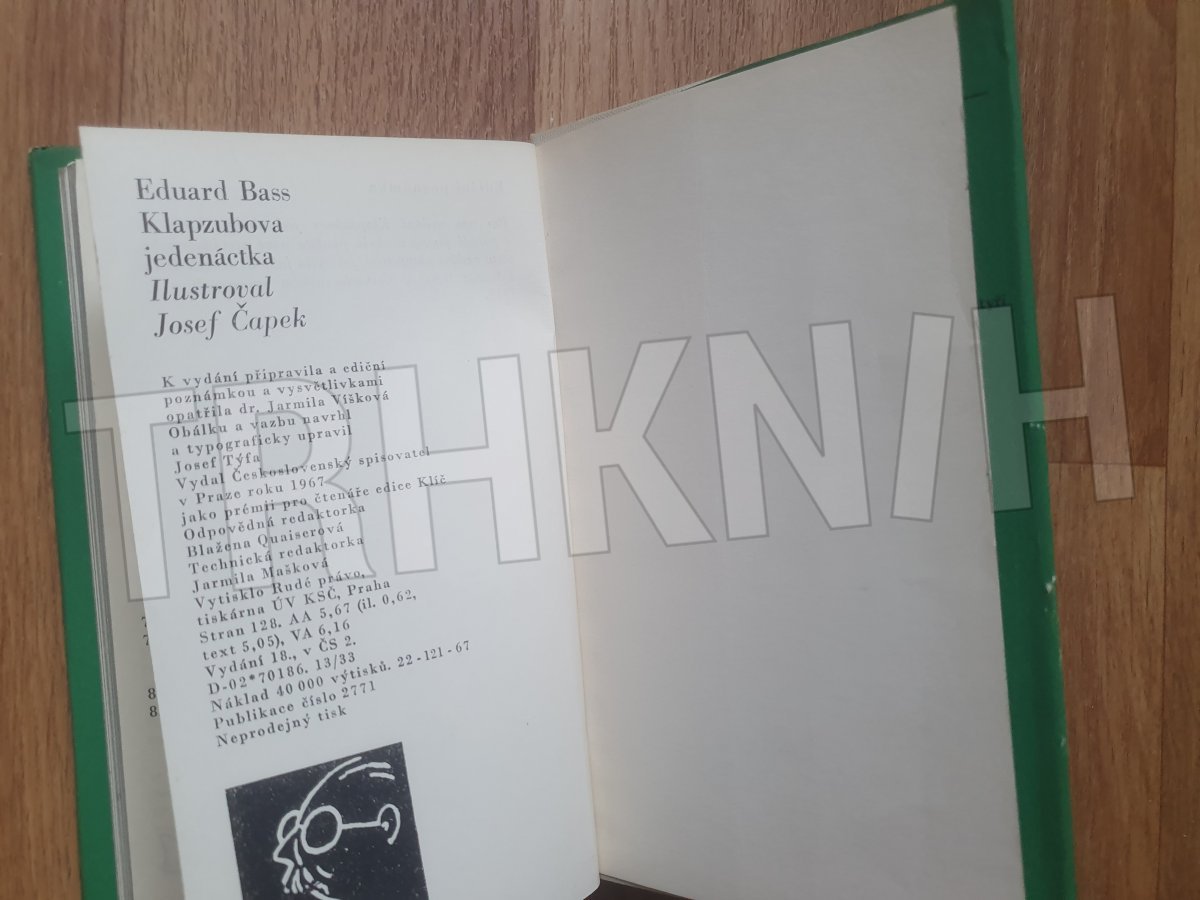 Eduard Bass
Klapzubova
jedenáctka
Ilustroval
Josef Čapek
K vydání připravila a ediční
poznámkou a vysvětlivkami
opatřila dr. Jarmila Víšková
Obálku a vazbu navrhl
a typograficky upravil
Josef Týfa
Vydal Československý spisovatel
v Praze roku 1967
jako prémii pro čtenáře edice Klíč
Odpovědná redaktorka
Blažena Quaiserová
Technická redaktorka
Jarmila Mašková
Vytisklo Rudé právo,
tiskárna ÚV KSČ, Praha
Stran 128. AA 5,67 (il. 0,62,
text 5,05), VA 6,16
Vydání 18., v ČS 2.
D-02*70186. 13/33
Náklad 40 000 výtisků. 22-121-67
Publikace číslo 2771
Neprodejný tisk
TRHKNIH